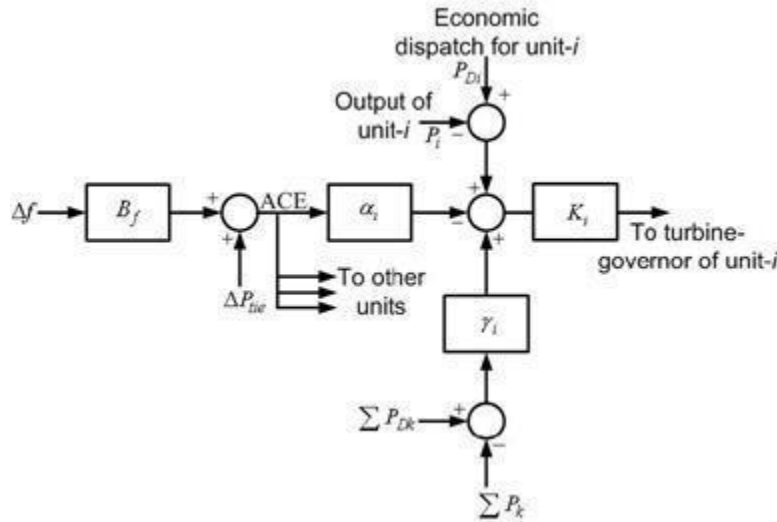 Economic
dispatch for unit-i
P_Di
+
Output of
unit-i
P_i
−
Δf
B_f
+
+
ACE
α_i
+
−
+
K_i
To turbine-
governor of unit-i
ΔP_tie
To other
units
γ_i
∑ P_Dk
+
−
∑ P_k